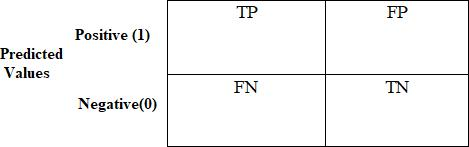 TP FP
Positive (1)
Predicted
Values
FN TN
Negative(0)